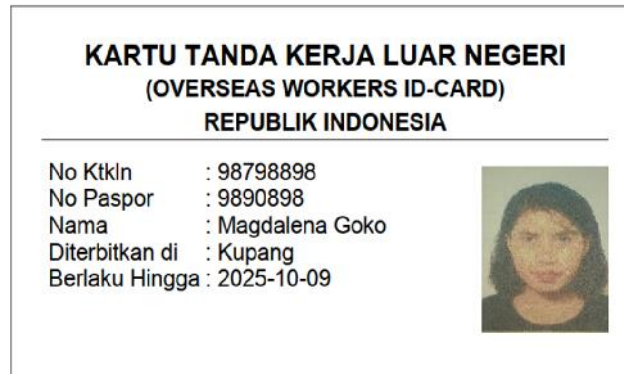 KARTU TANDA KERJA LUAR NEGERI
(OVERSEAS WORKERS ID-CARD)
REPUBLIK INDONESIA
No Ktkln : 98798898
No Paspor : 9890898
Nama : Magdalena Goko
Diterbitkan di : Kupang
Berlaku Hingga : 2025-10-09